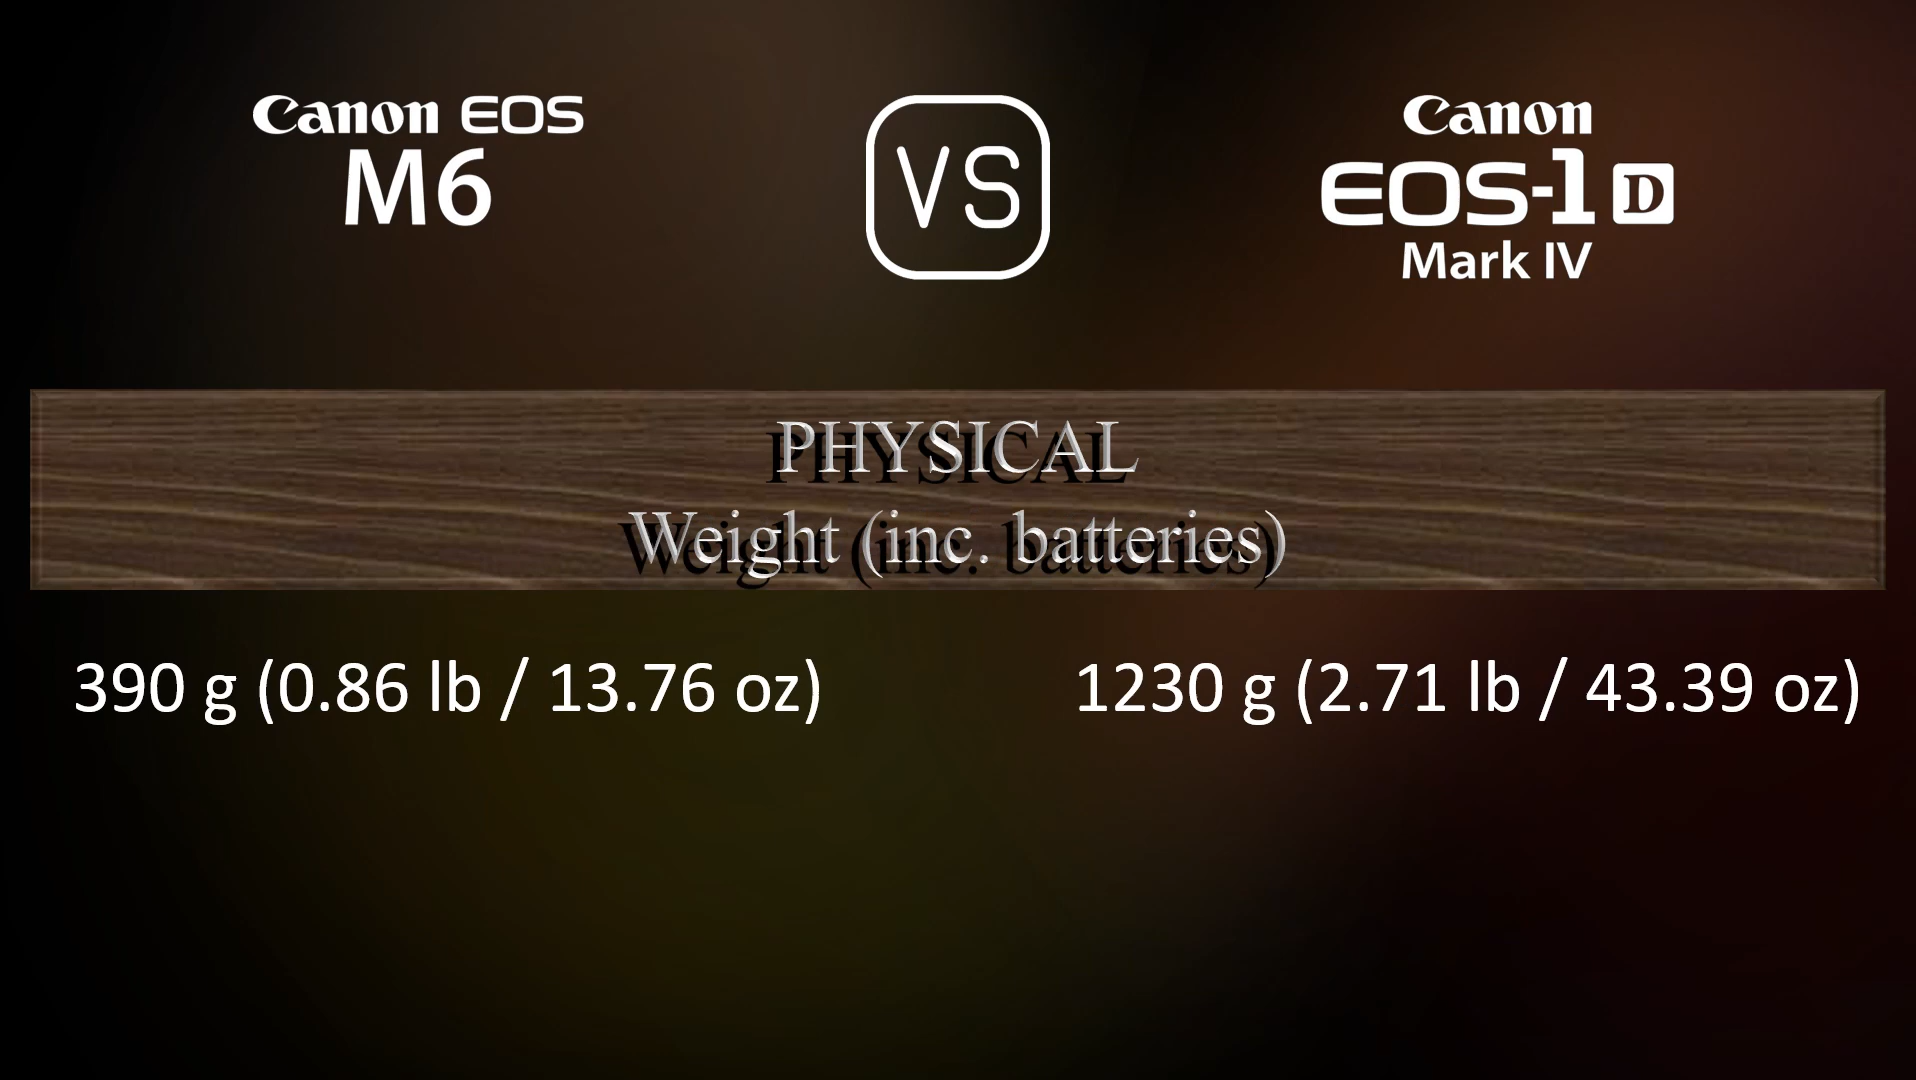 Canon EOS
M6
VS
Canon
EOS-1 D
Mark IV
PHYSICAL
Weight (inc. batteries)
390 g (0.86 lb / 13.76 oz)
1230 g (2.71 lb / 43.39 oz)